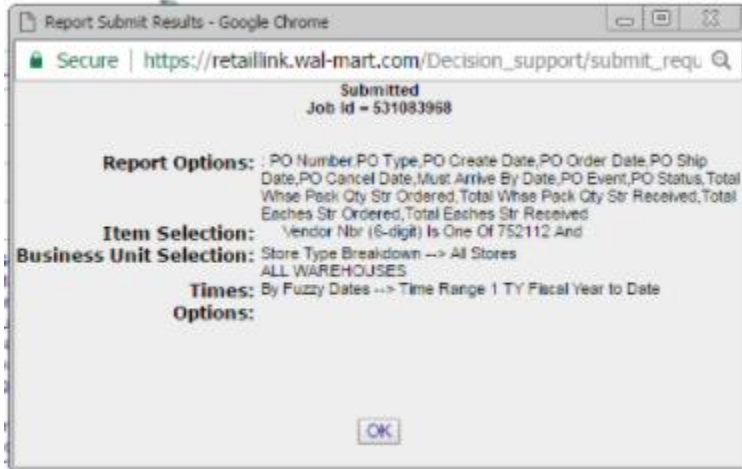 Report Submit Results - Google Chrome
Secure | https://retaillink.wal-mart.com/Decision_support/submit_requ
Submitted
Job Id = 531083968
Report Options: : PO Number,PO Type,PO Create Date,PO Order Date,PO Ship
Date,PO Cancel Date,Must Arrive By Date,PO Event,PO Status,Total
Whse Pack Qty Str Ordered,Total Whse Pack Qty Str Received,Total
Eaches Str Ordered,Total Eaches Str Received
Item Selection: Vendor Nbr (6-digit) Is One Of 752112 And
Business Unit Selection: Store Type Breakdown --> All Stores
ALL WAREHOUSES
Times: By Fuzzy Dates --> Time Range 1 TY Fiscal Year to Date
Options:
OK